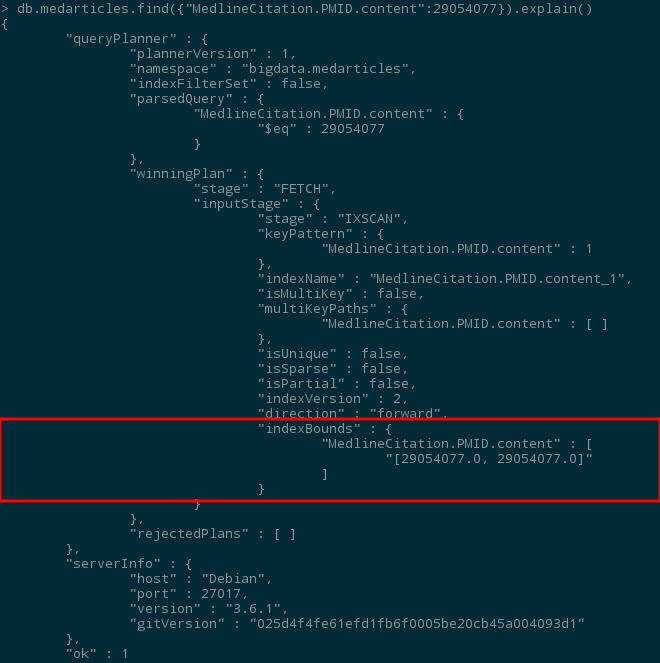 > db.medarticles.find({"MedlineCitation.PMID.content":29054077}).explain()
{
"queryPlanner" : {
"plannerVersion" : 1,
"namespace" : "bigdata.medarticles",
"indexFilterSet" : false,
"parsedQuery" : {
"MedlineCitation.PMID.content" : {
"$eq" : 29054077
}
},
"winningPlan" : {
"stage" : "FETCH",
"inputStage" : {
"stage" : "IXSCAN",
"keyPattern" : {
"MedlineCitation.PMID.content" : 1
},
"indexName" : "MedlineCitation.PMID.content_1",
"isMultiKey" : false,
"multiKeyPaths" : {
"MedlineCitation.PMID.content" : [ ]
},
"isUnique" : false,
"isSparse" : false,
"isPartial" : false,
"indexVersion" : 2,
"direction" : "forward",
"indexBounds" : {
"MedlineCitation.PMID.content" : [
"[29054077.0, 29054077.0]"
]
}
}
},
"rejectedPlans" : [ ]
},
"serverInfo" : {
"host" : "Debian",
"port" : 27017,
"version" : "3.6.1",
"gitVersion" : "025d4f4fe61efd1fb6f0005be20cb45a004093d1"
},
"ok" : 1